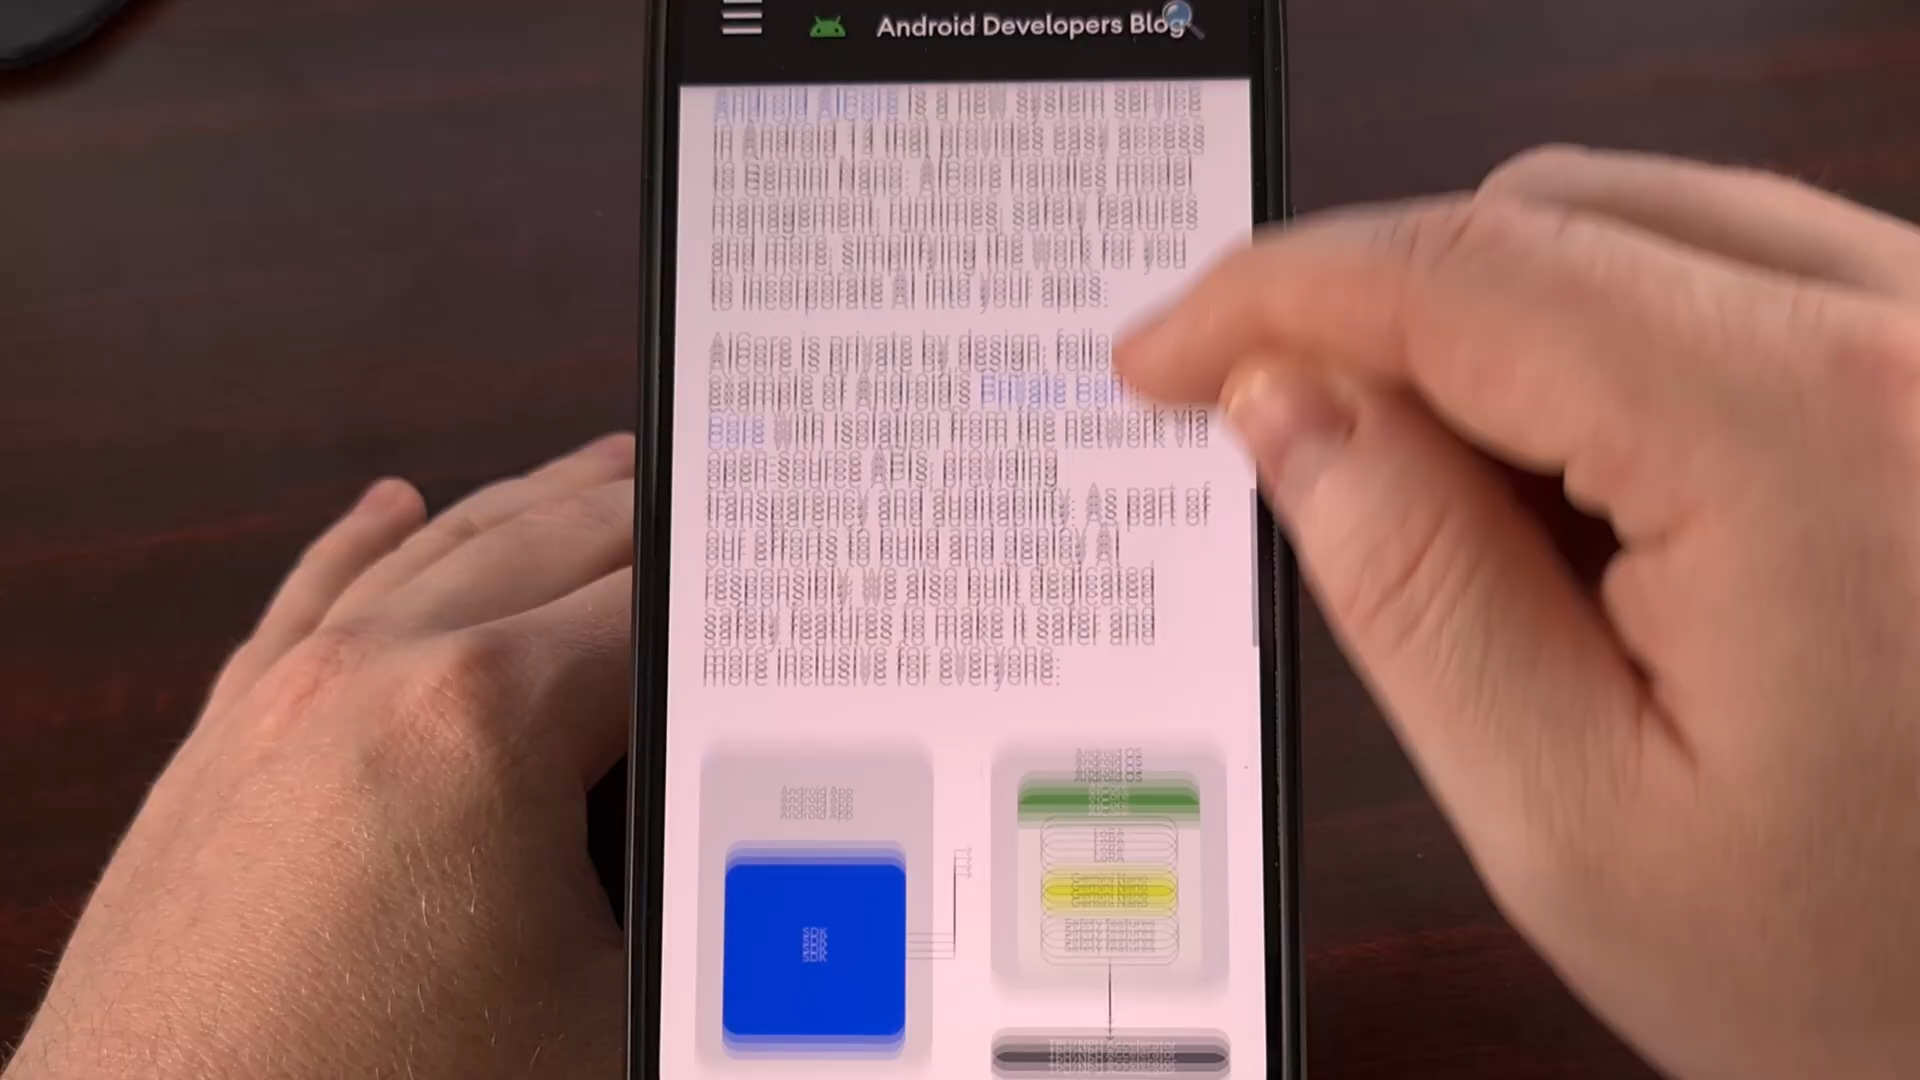 Android Developers Blog
Android AICore is a new system service
in Android 14 that provides easy access
to Gemini Nano. AICore handles model
management, runtimes, safety features
and more, simplifying the work for you
to incorporate AI into your apps.
AICore is private by design, follo
example of Android's Private
Core with isolation from the network via
open-source APIs, providing
transparency and auditability. As part of
our efforts to build and deploy AI
responsibly, we also built dedicated
safety features to make it safer and
more inclusive for everyone.
Android OS
Android App
AICore
LoRA
Gemini Nano
Safety features
SDK